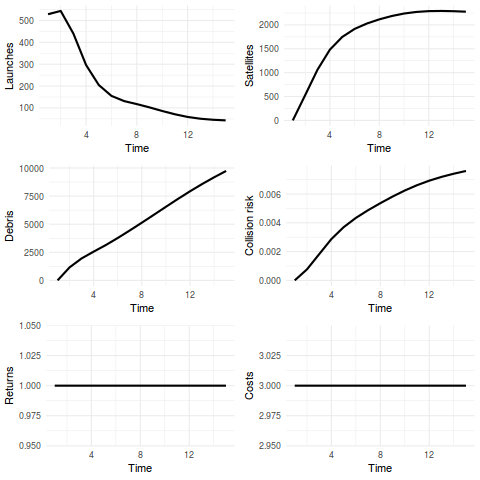 Launches
500
400
300
200
100
4 8 12
Time
Satellites
2000
1500
1000
500
0
4 8 12
Time
Debris
10000
7500
5000
2500
0
4 8 12
Time
Collision risk
0.006
0.004
0.002
0.000
4 8 12
Time
Returns
1.050
1.025
1.000
0.975
0.950
4 8 12
Time
Costs
3.025
3.000
2.975
2.950
4 8 12
Time